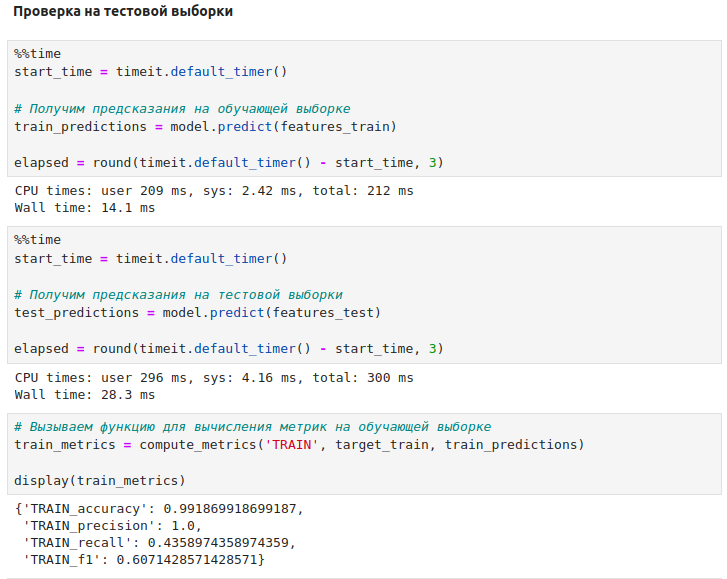 Проверка на тестовой выборки
%%time
start_time = timeit.default_timer()
# Получим предсказания на обучающей выборке
train_predictions = model.predict(features_train)
elapsed = round(timeit.default_timer() - start_time, 3)
CPU times: user 209 ms, sys: 2.42 ms, total: 212 ms
Wall time: 14.1 ms
%%time
start_time = timeit.default_timer()
# Получим предсказания на тестовой выборки
test_predictions = model.predict(features_test)
elapsed = round(timeit.default_timer() - start_time, 3)
CPU times: user 296 ms, sys: 4.16 ms, total: 300 ms
Wall time: 28.3 ms
# Вызываем функцию для вычисления метрик на обучающей выборке
train_metrics = compute_metrics('TRAIN', target_train, train_predictions)
display(train_metrics)
{'TRAIN_accuracy': 0.991869918699187,
'TRAIN_precision': 1.0,
'TRAIN_recall': 0.4358974358974359,
'TRAIN_f1': 0.6071428571428571}